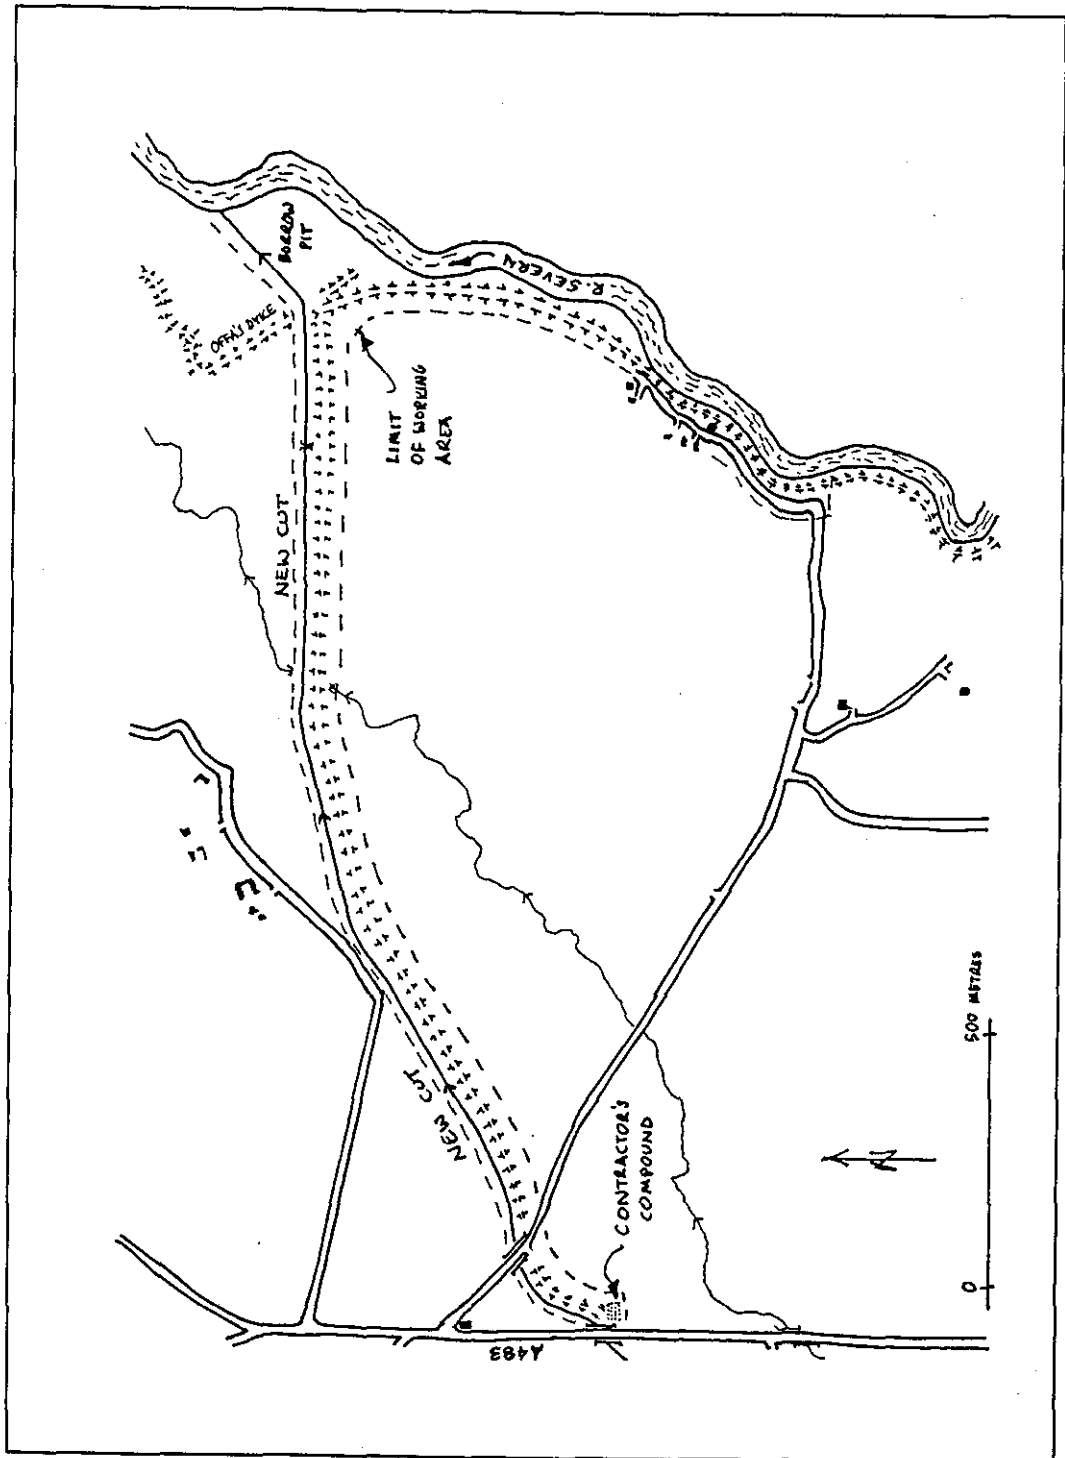 BORROW
PIT
OFFA'S DYKE
R. SEVERN
LIMIT
OF WORKING
AREA
NEW CUT
NEW CUT
CONTRACTOR'S
COMPOUND
A483
0
500 METRES
N